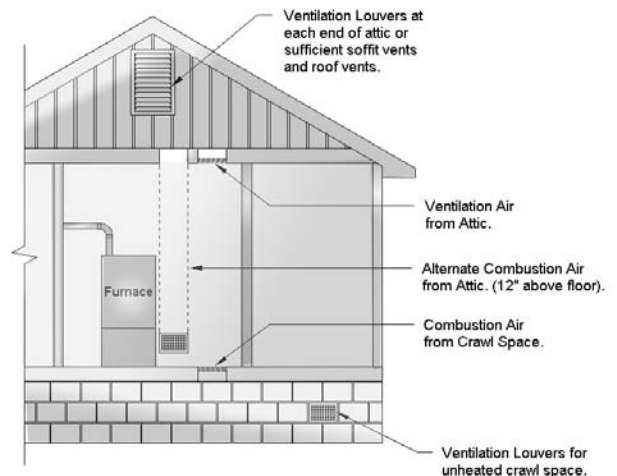 Ventilation Louvers at
each end of attic or
sufficient soffit vents
and roof vents.
Ventilation Air
from Attic.
Alternate Combustion Air
from Attic. (12" above floor).
Furnace
Combustion Air
from Crawl Space.
Ventilation Louvers for
unheated crawl space.